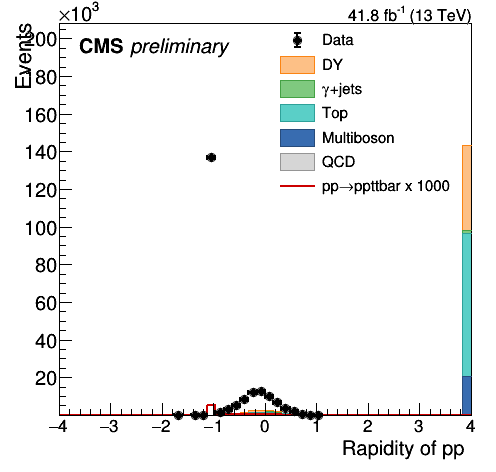 ×10³
41.8 fb⁻¹ (13 TeV)
Events
CMS preliminary
Data
DY
γ+jets
Top
Multiboson
QCD
pp→ppttbar x 1000
200
180
160
140
120
100
80
60
40
20
−4 −3 −2 −1 0 1 2 3 4
Rapidity of pp